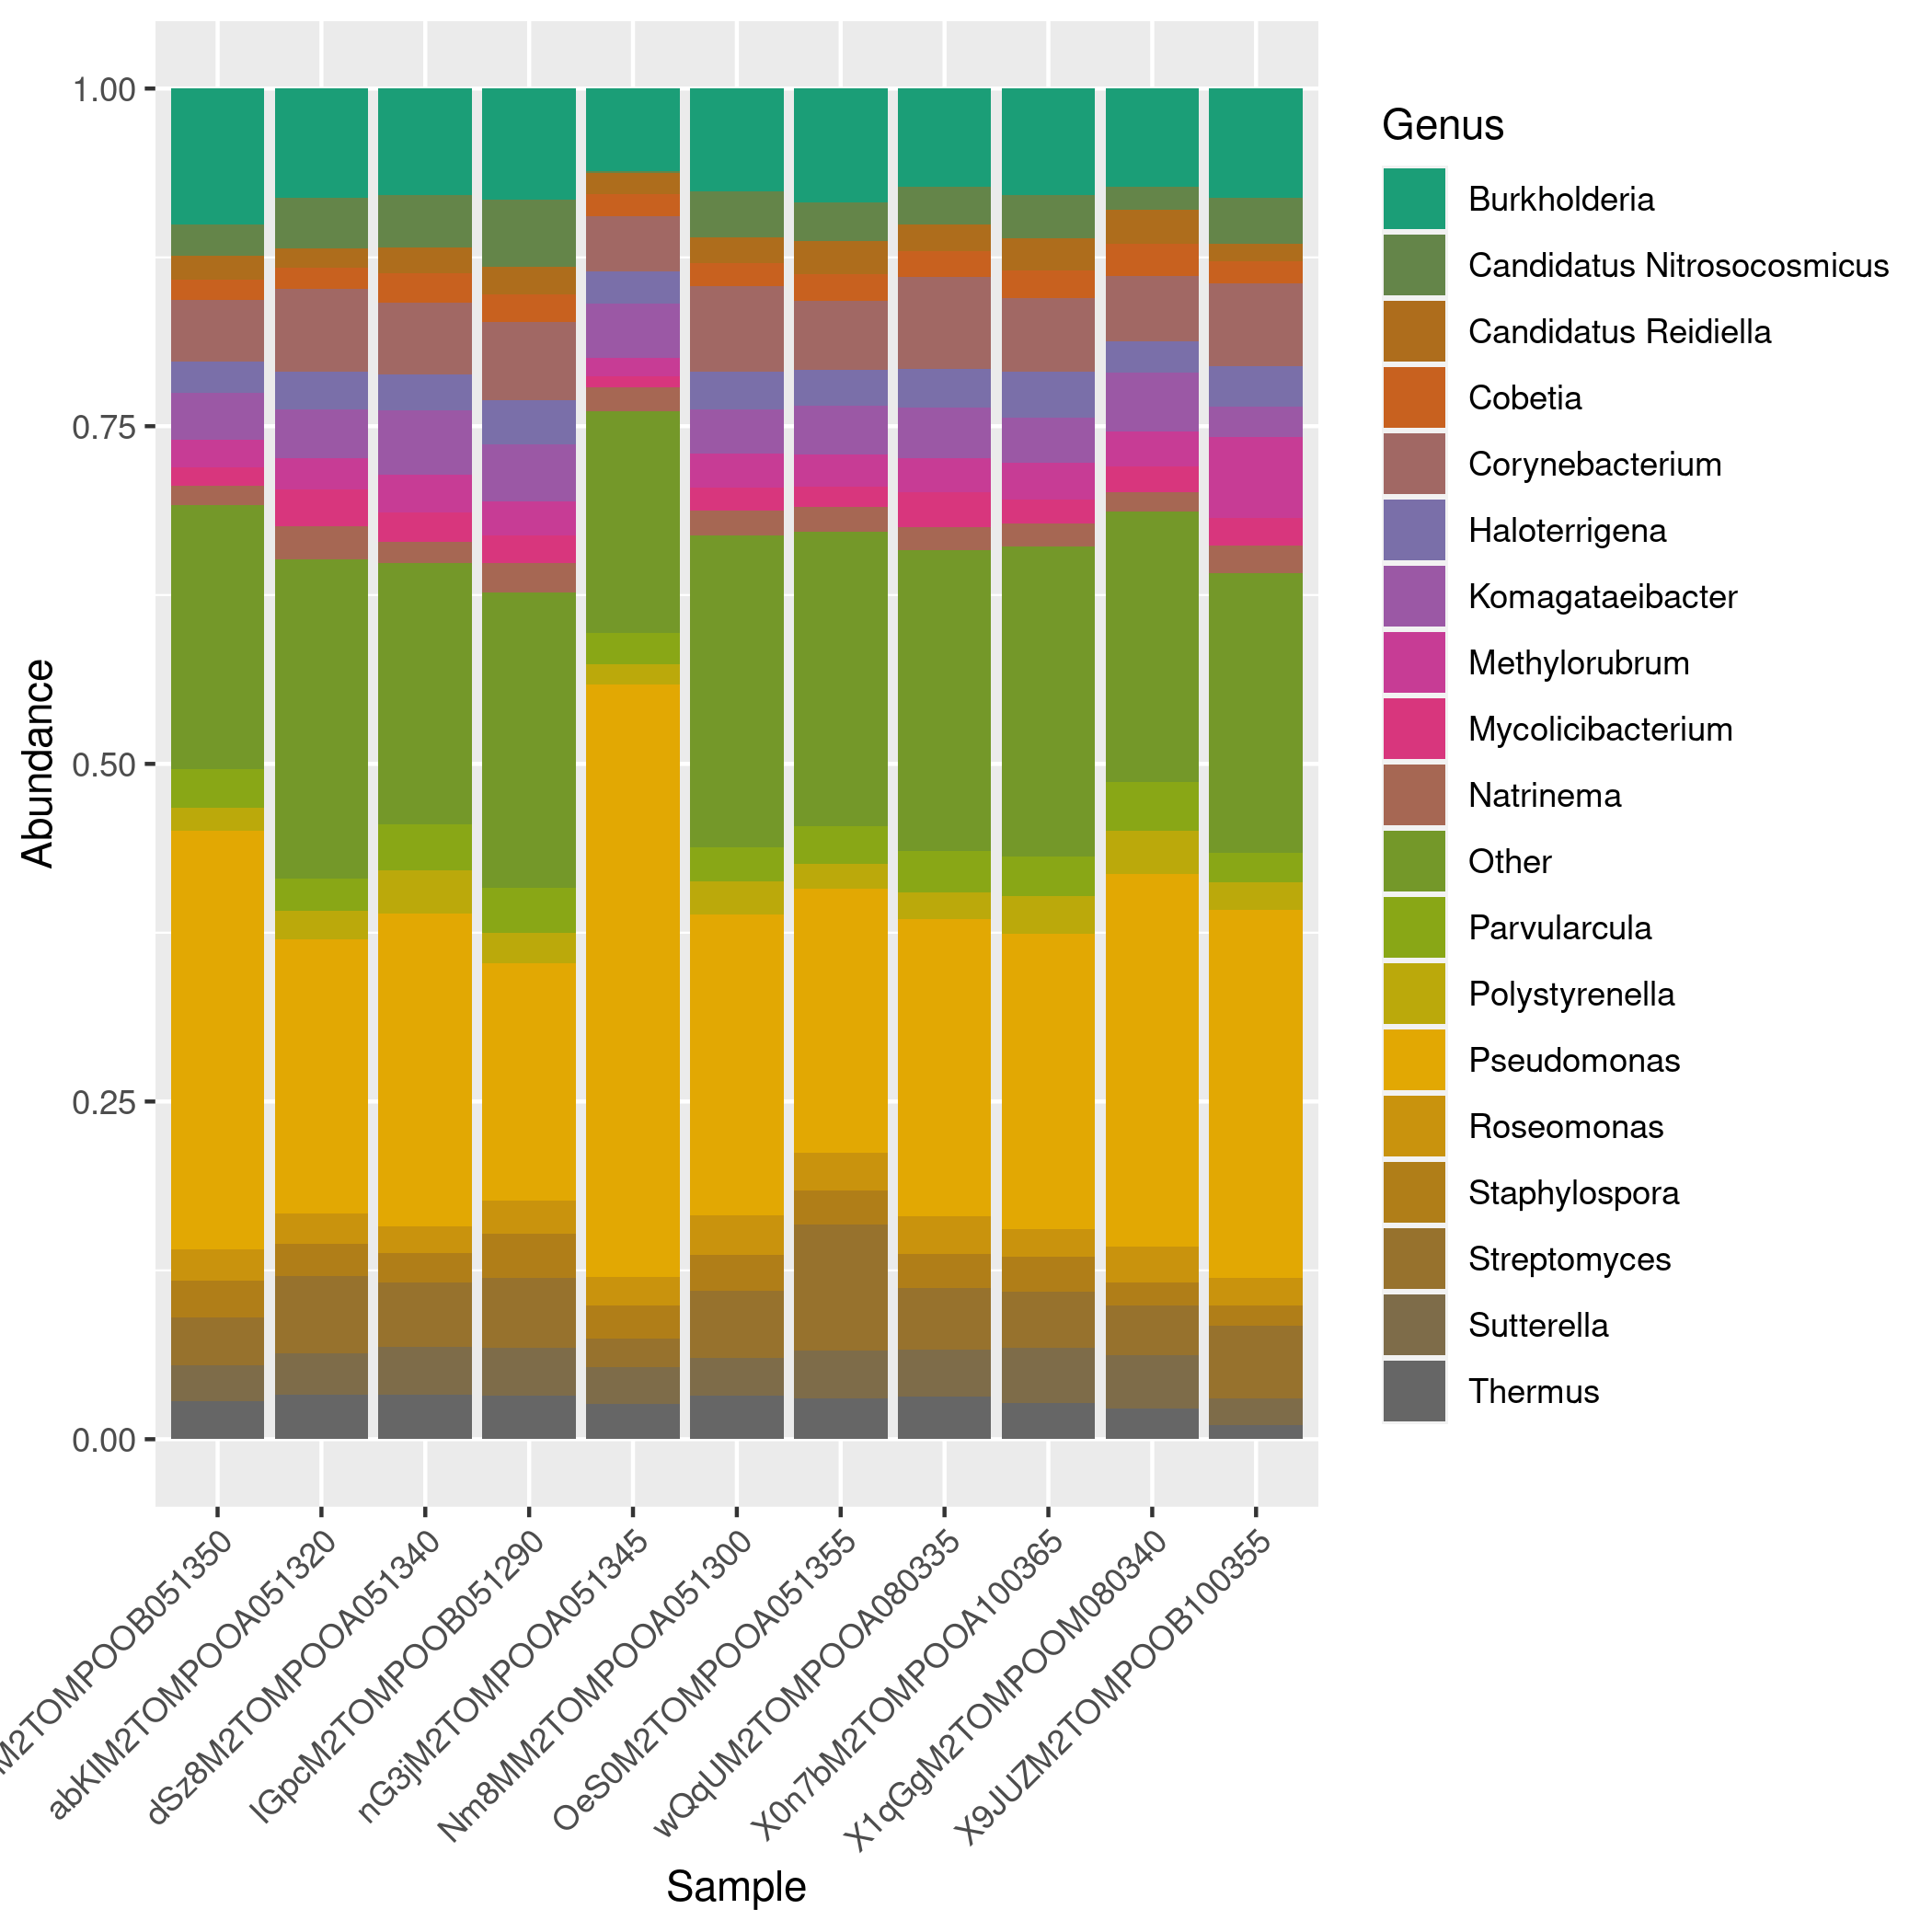 1.00
0.75
0.50
0.25
0.00
Abundance
M2TOMPOOB051350
abKIM2TOMPOOA051320
dSz8M2TOMPOOA051340
IGpcM2TOMPOOB051290
nG3jM2TOMPOOA051345
Nm8MM2TOMPOOA051300
OeS0M2TOMPOOA051355
wQqUM2TOMPOOA080335
X0n7bM2TOMPOOA100365
X1qGgM2TOMPOOM080340
X9JUZM2TOMPOOB100355
Sample
Genus
Burkholderia
Candidatus Nitrosocosmicus
Candidatus Reidiella
Cobetia
Corynebacterium
Haloterrigena
Komagataeibacter
Methylorubrum
Mycolicibacterium
Natrinema
Other
Parvularcula
Polystyrenella
Pseudomonas
Roseomonas
Staphylospora
Streptomyces
Sutterella
Thermus